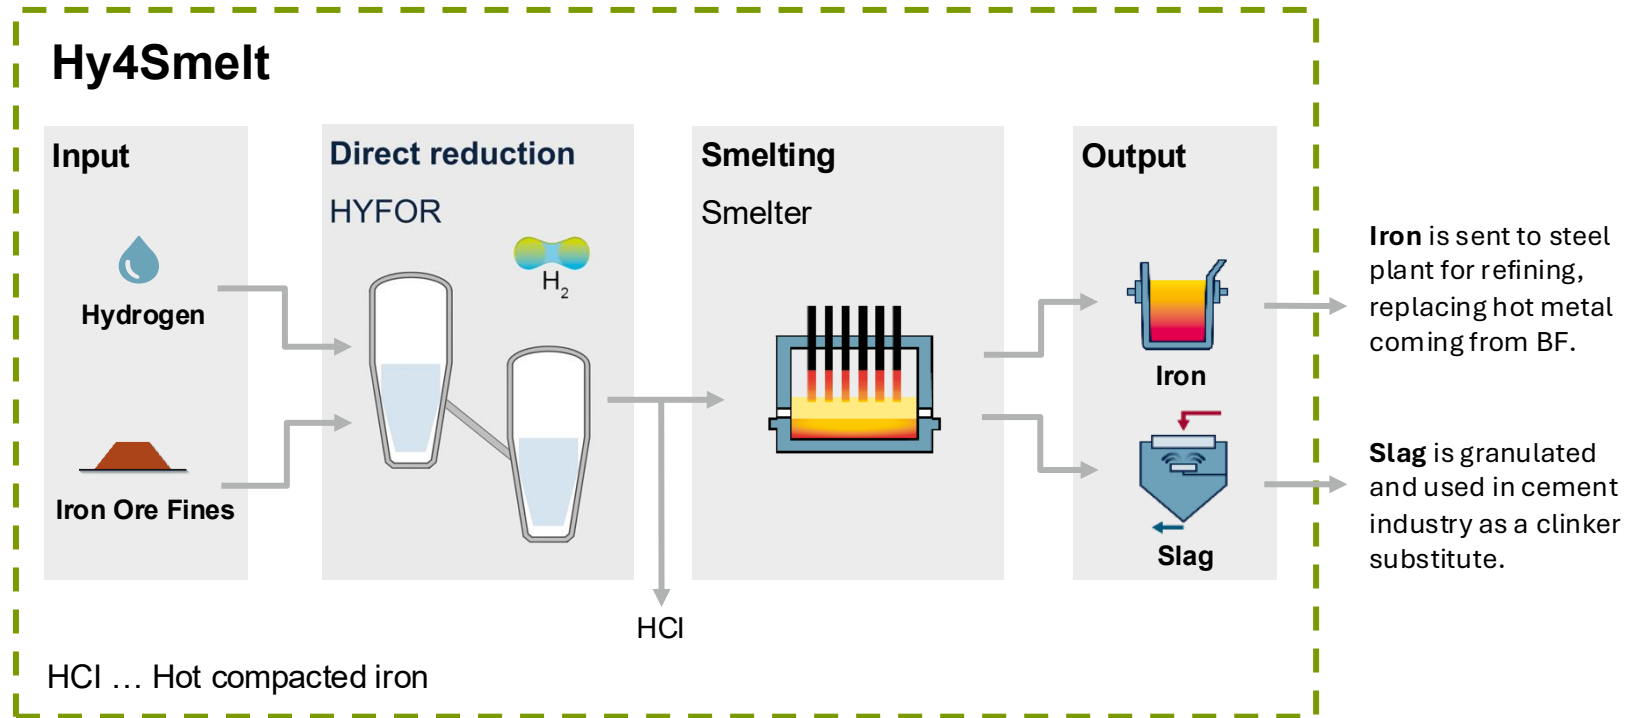 Hy4Smelt
Input
Hydrogen
Iron Ore Fines
Direct reduction
HYFOR
H2
HCI
Smelting
Smelter
Output
Iron
Slag
Iron is sent to steel
plant for refining,
replacing hot metal
coming from BF.
Slag is granulated
and used in cement
industry as a clinker
substitute.
HCI … Hot compacted iron